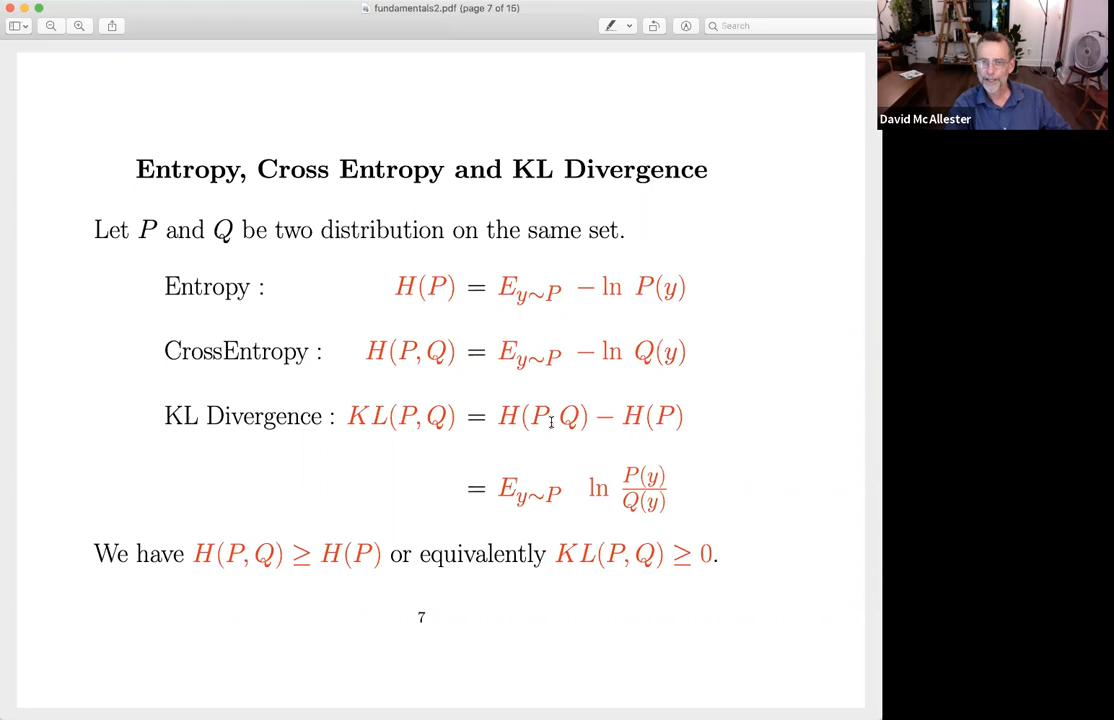 fundamentals2.pdf (page 7 of 15)
Search
David McAllester
Entropy, Cross Entropy and KL Divergence
Let P and Q be two distribution on the same set.
Entropy : H(P) = E_{y∼P} − ln P(y)
CrossEntropy : H(P, Q) = E_{y∼P} − ln Q(y)
KL Divergence : KL(P, Q) = H(P, Q) − H(P)
= E_{y∼P} ln P(y)/Q(y)
We have H(P, Q) ≥ H(P) or equivalently KL(P, Q) ≥ 0.
7